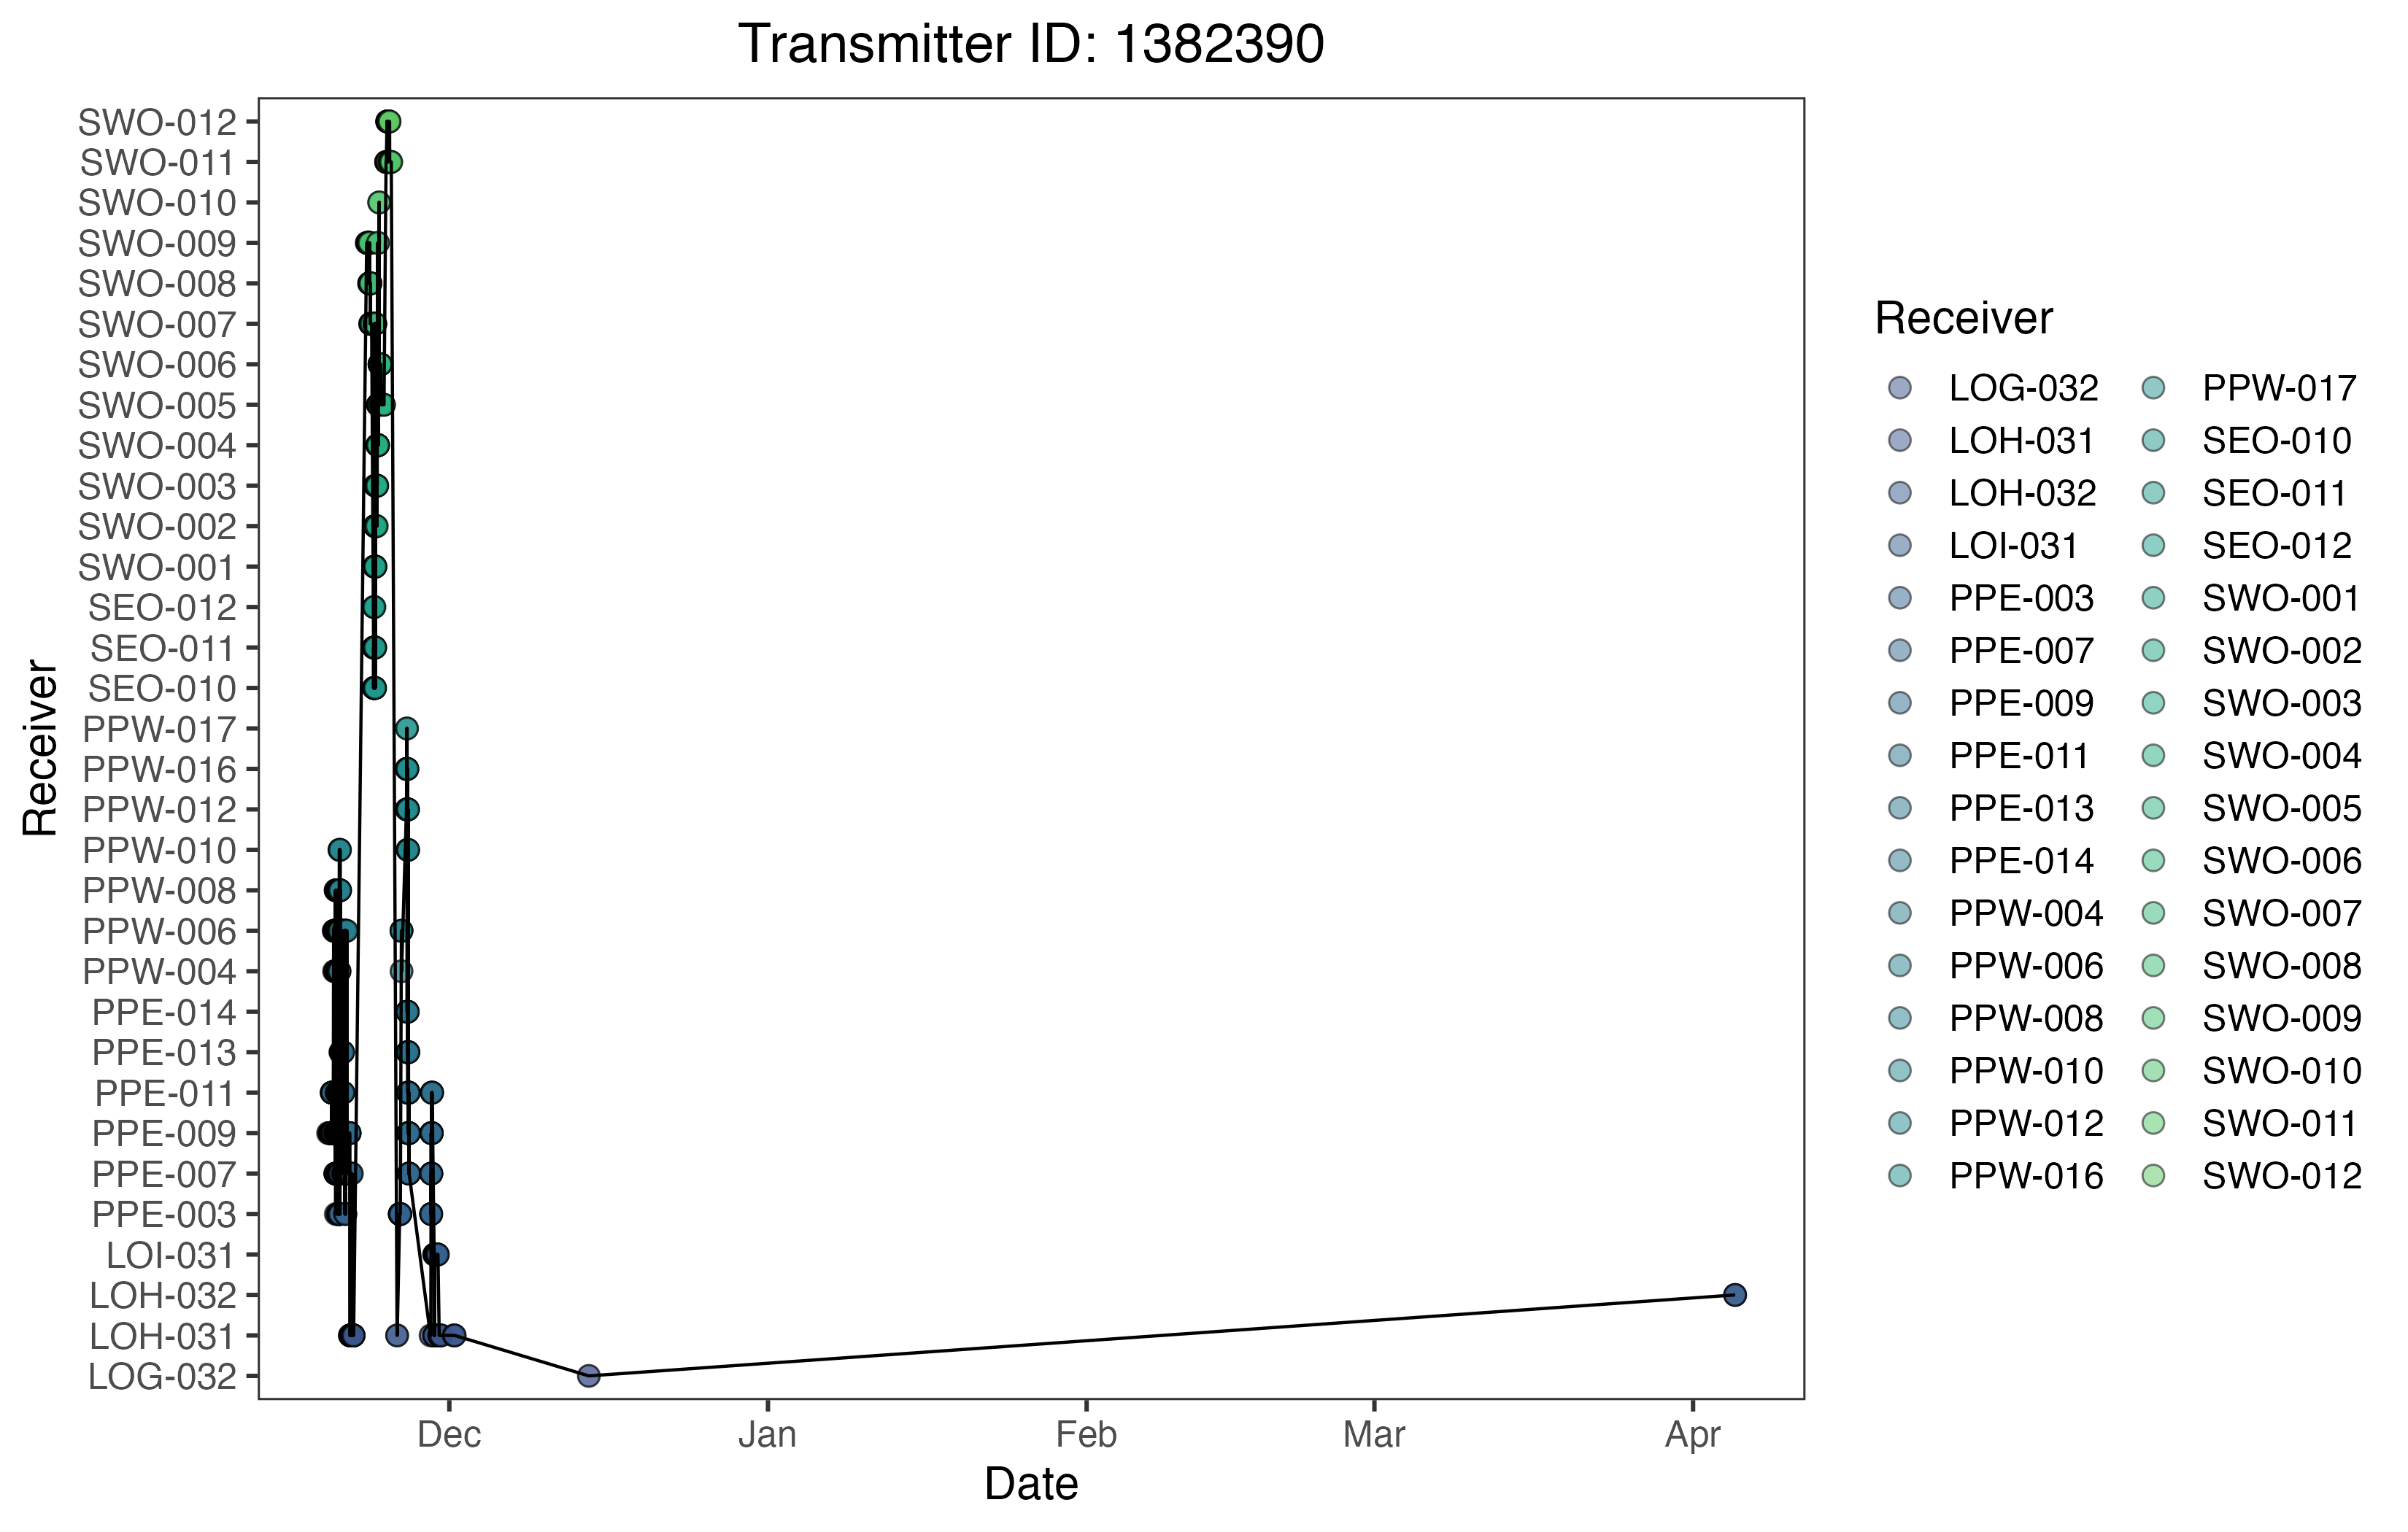 Transmitter ID: 1382390
SWO-012
SWO-011
SWO-010
SWO-009
SWO-008
SWO-007
SWO-006
SWO-005
SWO-004
SWO-003
SWO-002
SWO-001
SEO-012
SEO-011
SEO-010
PPW-017
PPW-016
PPW-012
PPW-010
PPW-008
PPW-006
PPW-004
PPE-014
PPE-013
PPE-011
PPE-009
PPE-007
PPE-003
LOI-031
LOH-032
LOH-031
LOG-032
Receiver
Dec Jan Feb Mar Apr
Date
Receiver
LOG-032 PPW-017
LOH-031 SEO-010
LOH-032 SEO-011
LOI-031 SEO-012
PPE-003 SWO-001
PPE-007 SWO-002
PPE-009 SWO-003
PPE-011 SWO-004
PPE-013 SWO-005
PPE-014 SWO-006
PPW-004 SWO-007
PPW-006 SWO-008
PPW-008 SWO-009
PPW-010 SWO-010
PPW-012 SWO-011
PPW-016 SWO-012